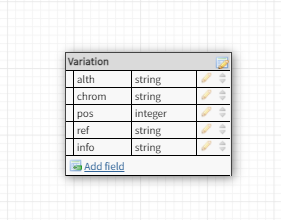 Variation
alth string
chrom string
pos integer
ref string
info string
Add field